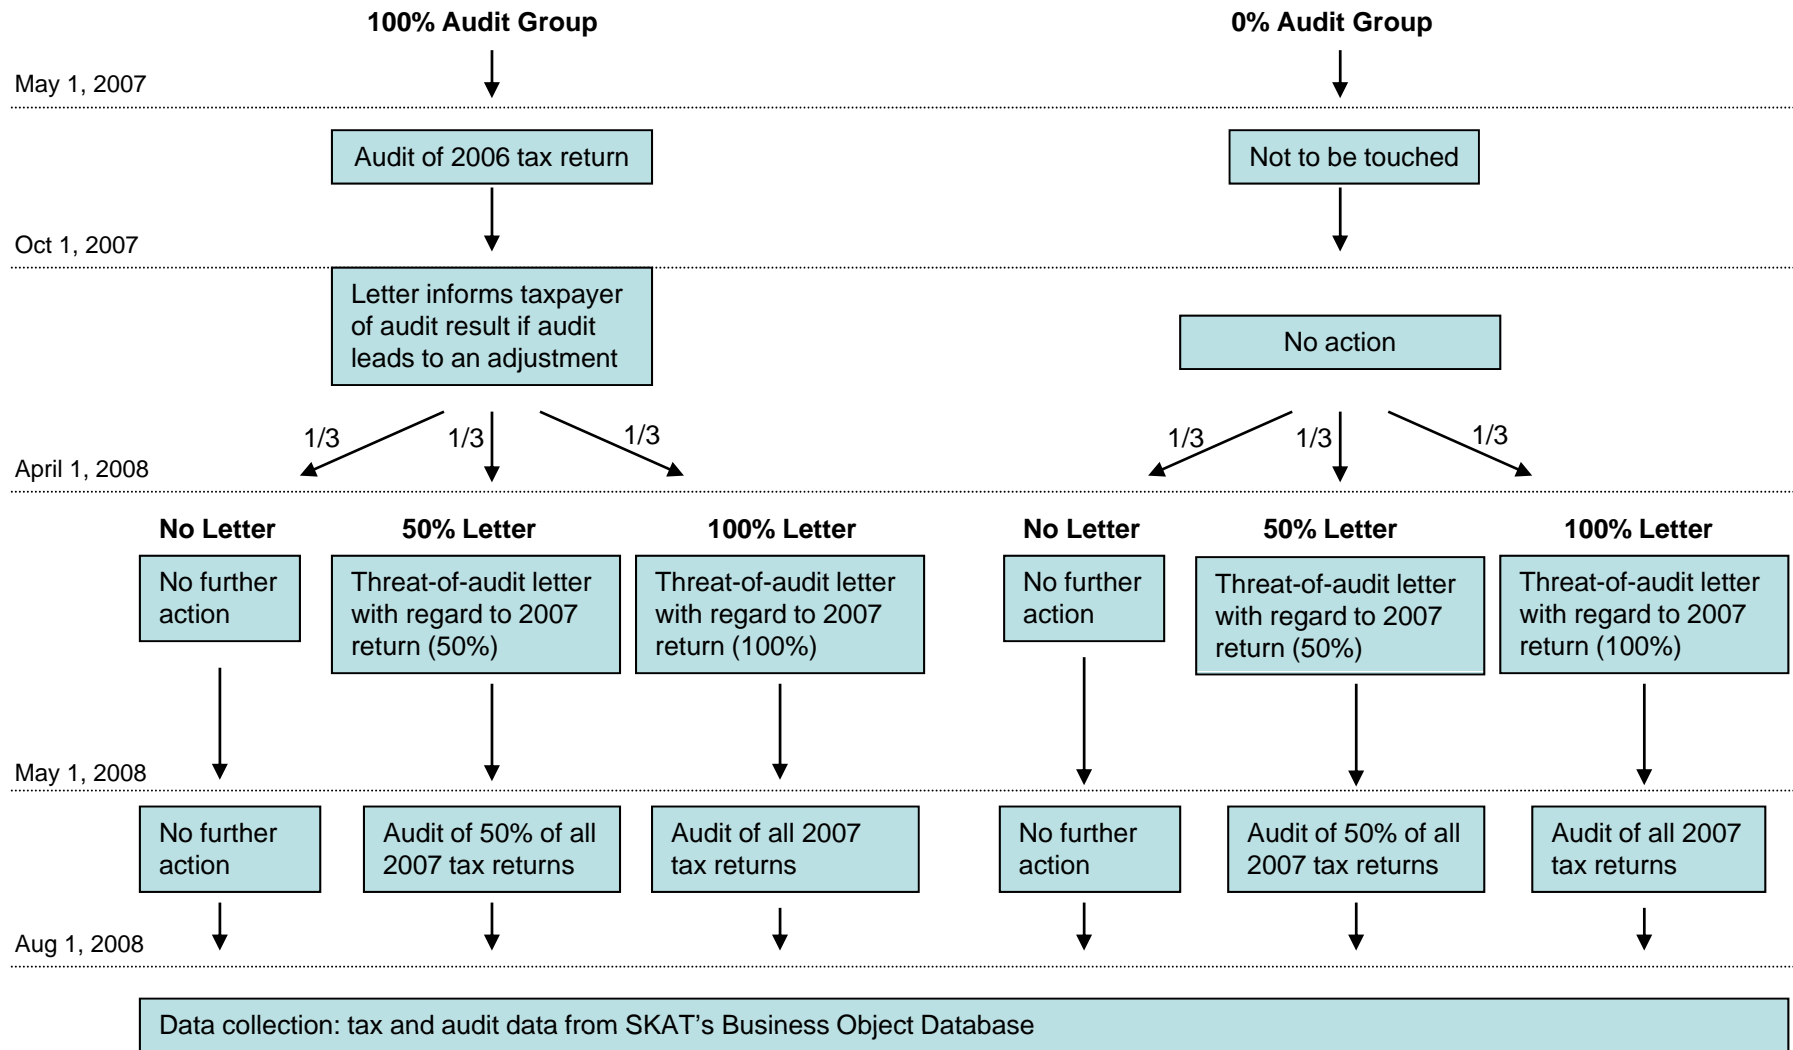 100% Audit Group
0% Audit Group
May 1, 2007
Audit of 2006 tax return
Not to be touched
Oct 1, 2007
Letter informs taxpayer
of audit result if audit
leads to an adjustment
No action
1/3
1/3
1/3
1/3
1/3
1/3
April 1, 2008
No Letter
50% Letter
100% Letter
No Letter
50% Letter
100% Letter
No further
action
Threat-of-audit letter
with regard to 2007
return (50%)
Threat-of-audit letter
with regard to 2007
return (100%)
No further
action
Threat-of-audit letter
with regard to 2007
return (50%)
Threat-of-audit letter
with regard to 2007
return (100%)
May 1, 2008
No further
action
Audit of 50% of all
2007 tax returns
Audit of all 2007
tax returns
No further
action
Audit of 50% of all
2007 tax returns
Audit of all 2007
tax returns
Aug 1, 2008
Data collection: tax and audit data from SKAT’s Business Object Database